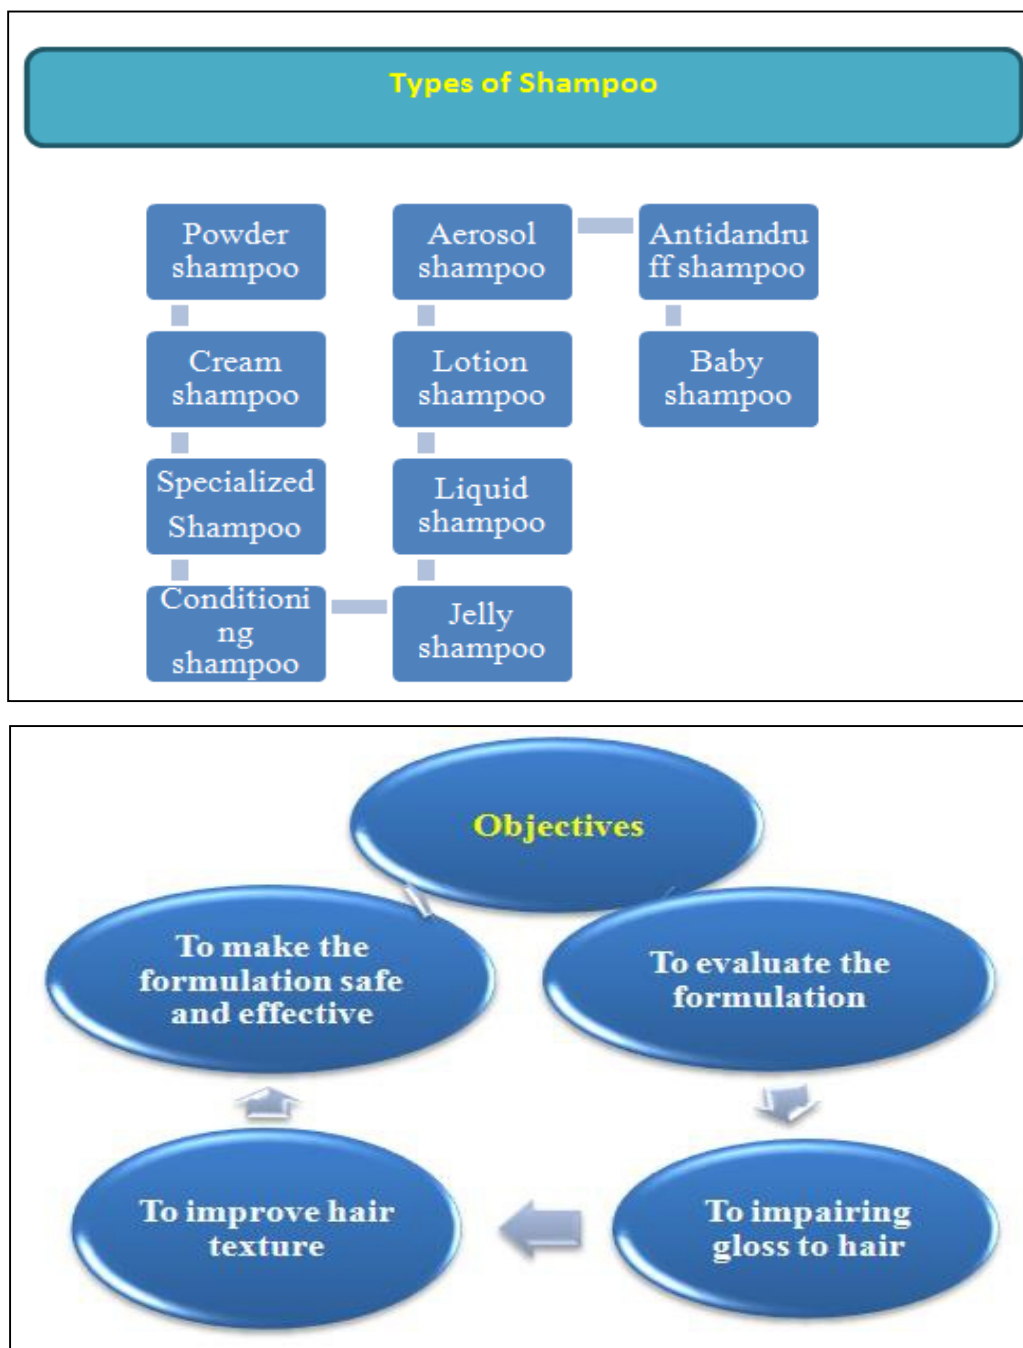 Types of Shampoo
Powder
shampoo
Cream
shampoo
Specialized
Shampoo
Conditioni
ng
shampoo
Jelly
shampoo
Liquid
shampoo
Lotion
shampoo
Aerosol
shampoo
Antidandru
ff shampoo
Baby
shampoo
Objectives
To evaluate the
formulation
To impairing
gloss to hair
To improve hair
texture
To make the
formulation safe
and effective